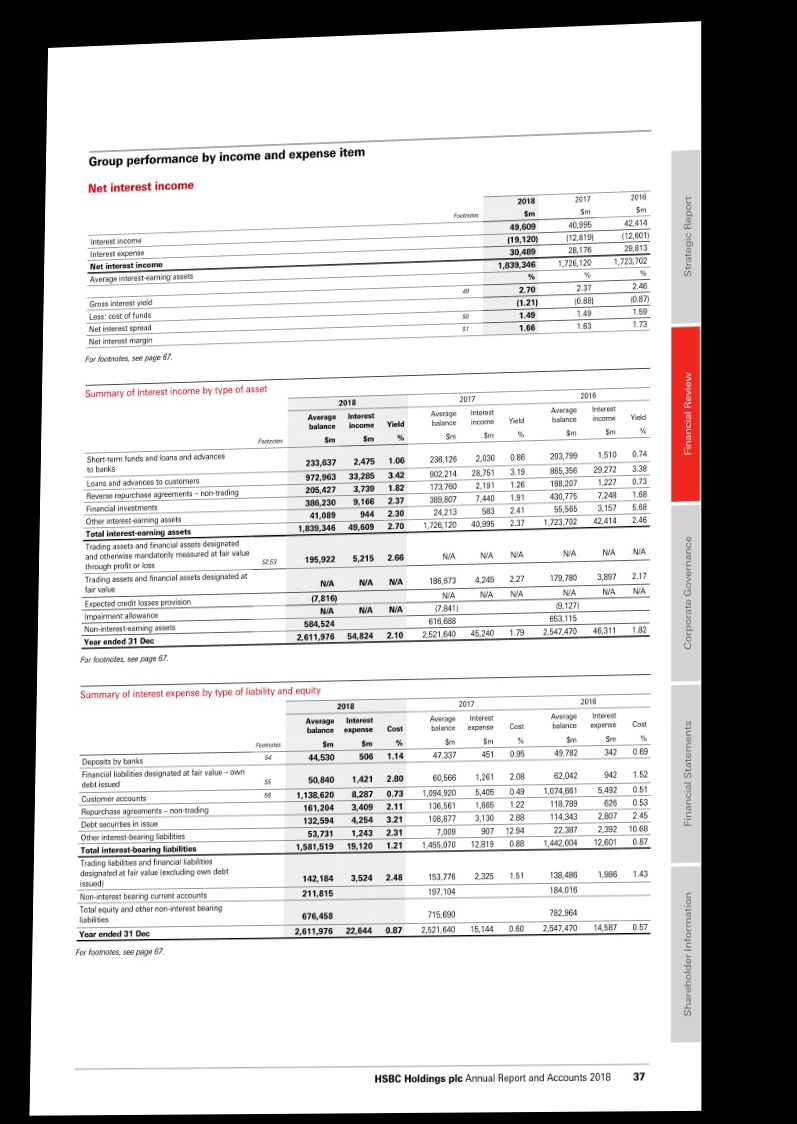 Group performance by income and expense item
Net interest income
2018 2017 2016
Footnotes $m $m $m
Interest income 49,609 40,995 42,414
Interest expense (19,120) (12,819) (12,601)
Net interest income 30,489 28,176 29,813
Average interest-earning assets 1,839,346 1,726,120 1,723,702
% % %
Gross interest yield 49 2.70 2.37 2.46
Less: cost of funds (1.21) (0.88) (0.87)
Net interest spread 50 1.49 1.49 1.59
Net interest margin 51 1.66 1.63 1.73
For footnotes, see page 67.
Summary of interest income by type of asset
2018 2017 2016
Average balance Interest income Yield Average balance Interest income Yield Average balance Interest income Yield
Footnotes $m $m % $m $m % $m $m %
Short-term funds and loans and advances
to banks 233,637 2,475 1.06 236,126 2,030 0.86 203,799 1,510 0.74
Loans and advances to customers 972,963 33,285 3.42 902,214 28,751 3.19 865,356 29,272 3.38
Reverse repurchase agreements – non-trading 205,427 3,739 1.82 173,760 2,191 1.26 168,207 1,227 0.73
Financial investments 386,230 9,166 2.37 389,807 7,440 1.91 430,775 7,248 1.68
Other interest-earning assets 41,089 944 2.30 24,213 583 2.41 55,565 3,157 5.68
Total interest-earning assets 1,839,346 49,609 2.70 1,726,120 40,995 2.37 1,723,702 42,414 2.46
Trading assets and financial assets designated
and otherwise mandatorily measured at fair value
through profit or loss 52,53 195,922 5,215 2.66 N/A N/A N/A N/A N/A N/A
Trading assets and financial assets designated at
fair value N/A N/A N/A 186,673 4,245 2.27 179,780 3,897 2.17
Expected credit losses provision (7,816) N/A N/A N/A N/A N/A N/A
Impairment allowance N/A N/A N/A (7,841) (9,127)
Non-interest-earning assets 584,524 616,688 653,115
Year ended 31 Dec 2,611,976 54,824 2.10 2,521,640 45,240 1.79 2,547,470 46,311 1.82
For footnotes, see page 67.
Summary of interest expense by type of liability and equity
2018 2017 2016
Average balance Interest expense Cost Average balance Interest expense Cost Average balance Interest expense Cost
Footnotes $m $m % $m $m % $m $m %
Deposits by banks 54 44,530 506 1.14 47,337 451 0.95 49,782 342 0.69
Financial liabilities designated at fair value – own
debt issued 55 50,840 1,421 2.80 60,566 1,261 2.08 62,042 942 1.52
Customer accounts 56 1,138,620 8,287 0.73 1,094,920 5,405 0.49 1,074,661 5,492 0.51
Repurchase agreements – non-trading 161,204 3,409 2.11 136,561 1,665 1.22 118,789 626 0.53
Debt securities in issue 132,594 4,254 3.21 108,677 3,130 2.88 114,343 2,807 2.45
Other interest-bearing liabilities 53,731 1,243 2.31 7,009 907 12.94 22,387 2,392 10.68
Total interest-bearing liabilities 1,581,519 19,120 1.21 1,455,070 12,819 0.88 1,442,004 12,601 0.87
Trading liabilities and financial liabilities
designated at fair value (excluding own debt
issued) 142,184 3,524 2.48 153,776 2,325 1.51 138,486 1,986 1.43
Non-interest bearing current accounts 211,815 197,104 184,016
Total equity and other non-interest bearing
liabilities 676,458 715,690 782,964
Year ended 31 Dec 2,611,976 22,644 0.87 2,521,640 15,144 0.60 2,547,470 14,587 0.57
For footnotes, see page 67.
HSBC Holdings plc Annual Report and Accounts 2018 37
Strategic Report
Financial Review
Corporate Governance
Financial Statements
Shareholder Information